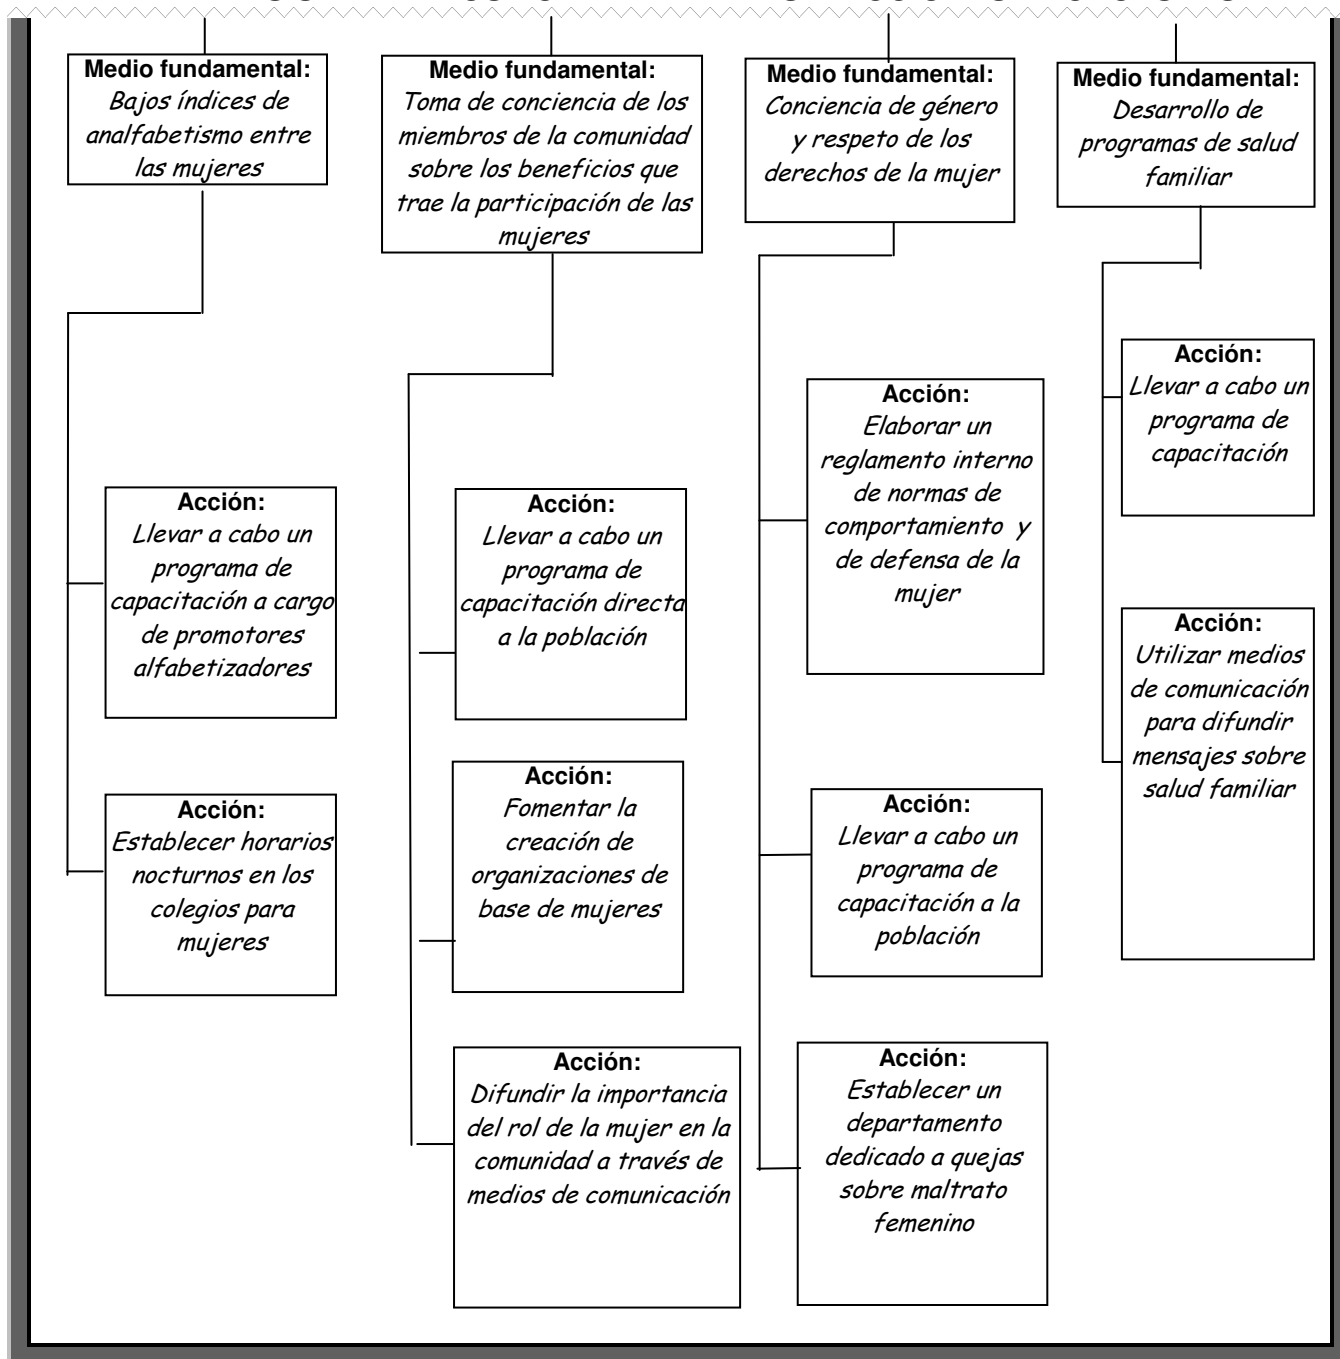 Medio fundamental:
Bajos índices de
analfabetismo entre
las mujeres
Medio fundamental:
Toma de conciencia de los
miembros de la comunidad
sobre los beneficios que
trae la participación de las
mujeres
Medio fundamental:
Conciencia de género
y respeto de los
derechos de la mujer
Medio fundamental:
Desarrollo de
programas de salud
familiar
Acción:
Llevar a cabo un
programa de
capacitación a cargo
de promotores
alfabetizadores
Acción:
Establecer horarios
nocturnos en los
colegios para
mujeres
Acción:
Llevar a cabo un
programa de
capacitación directa
a la población
Acción:
Fomentar la
creación de
organizaciones de
base de mujeres
Acción:
Difundir la importancia
del rol de la mujer en la
comunidad a través de
medios de comunicación
Acción:
Elaborar un
reglamento interno
de normas de
comportamiento y
de defensa de la
mujer
Acción:
Llevar a cabo un
programa de
capacitación a la
población
Acción:
Establecer un
departamento
dedicado a quejas
sobre maltrato
femenino
Acción:
Llevar a cabo un
programa de
capacitación
Acción:
Utilizar medios
de comunicación
para difundir
mensajes sobre
salud familiar